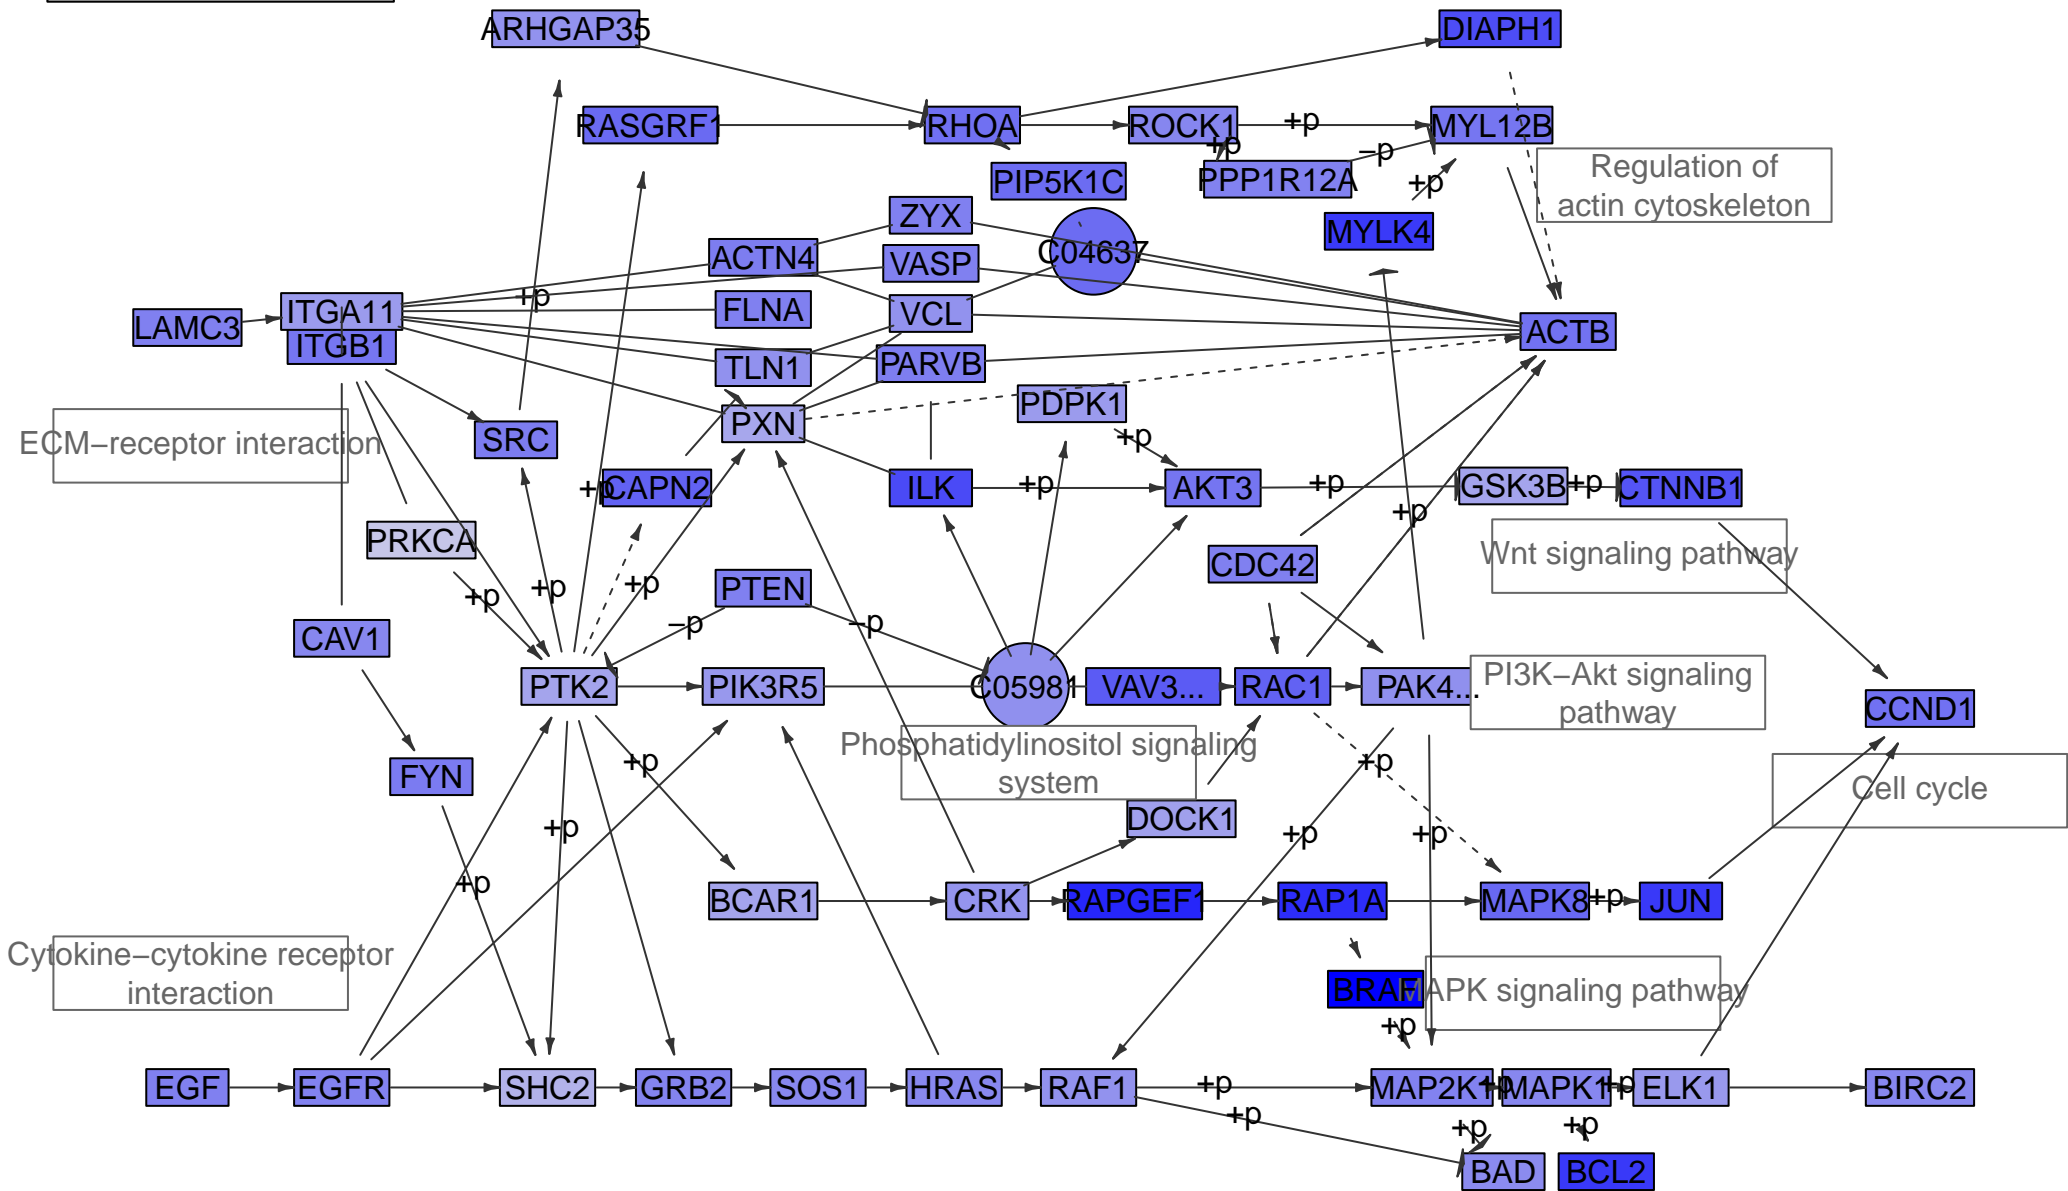 ARHGAP35
DIAPH1
RASGRF1
RHOA
ROCK1
+p
MYL12B
+p
−p
PIP5K1C
PPP1R12A
+p
Regulation of
actin cytoskeleton
ZYX
MYLK4
ACTN4
VASP
C04637
+p
ITGA11
FLNA
VCL
LAMC3
ITGB1
ACTB
TLN1
PARVB
PDPK1
PXN
ECM−receptor interaction
SRC
+p
+p
CAPN2
ILK
+p
AKT3
+p
GSK3B
+p
CTNNB1
+p
PRKCA
Wnt signaling pathway
CDC42
+p
+p
+p
PTEN
−p
−p
CAV1
PTK2
PIK3R5
C05981
VAV3...
RAC1
PAK4...
PI3K−Akt signaling
pathway
CCND1
Phosphatidylinositol signaling
system
+p
+p
FYN
Cell cycle
+p
DOCK1
+p
+p
+p
BCAR1
CRK
RAPGEF1
RAP1A
MAPK8
+p
JUN
Cytokine−cytokine receptor
interaction
BRAF
MAPK signaling pathway
+p
EGF
EGFR
SHC2
GRB2
SOS1
HRAS
RAF1
+p
MAP2K1
+p
MAPK1
+p
ELK1
BIRC2
+p
+p
+p
BAD
BCL2